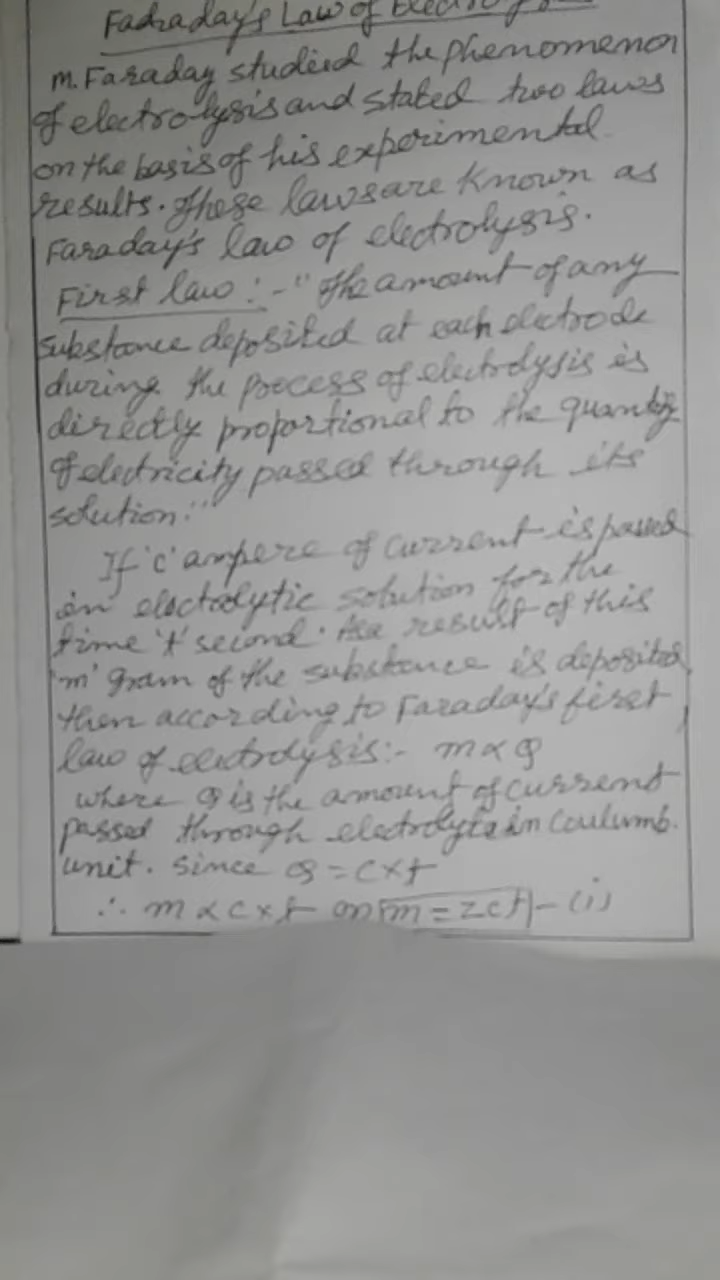 Fadraday's Law of Electroly
M. Faraday studied the phenomenon
of electrolysis and stated two laws
on the basis of his experimental
results. These laws are known as
Faraday's law of electrolysis.
First law :- " The amount of any
substance deposited at each electrode
during the process of electrolysis is
directly proportional to the quantity
of electricity passed through its
solution."
If 'c' ampere of current is passed
in electrolytic solution for the
time 't' second. the result of this
'm' gram of the substance is deposited
then according to Faraday's first
law of electrolysis:- m ∝ Q
where Q is the amount of current
passed through electrolyte in Coulumb.
unit. Since Q = c×t
∴ m ∝ c×t or m = zct - (i)